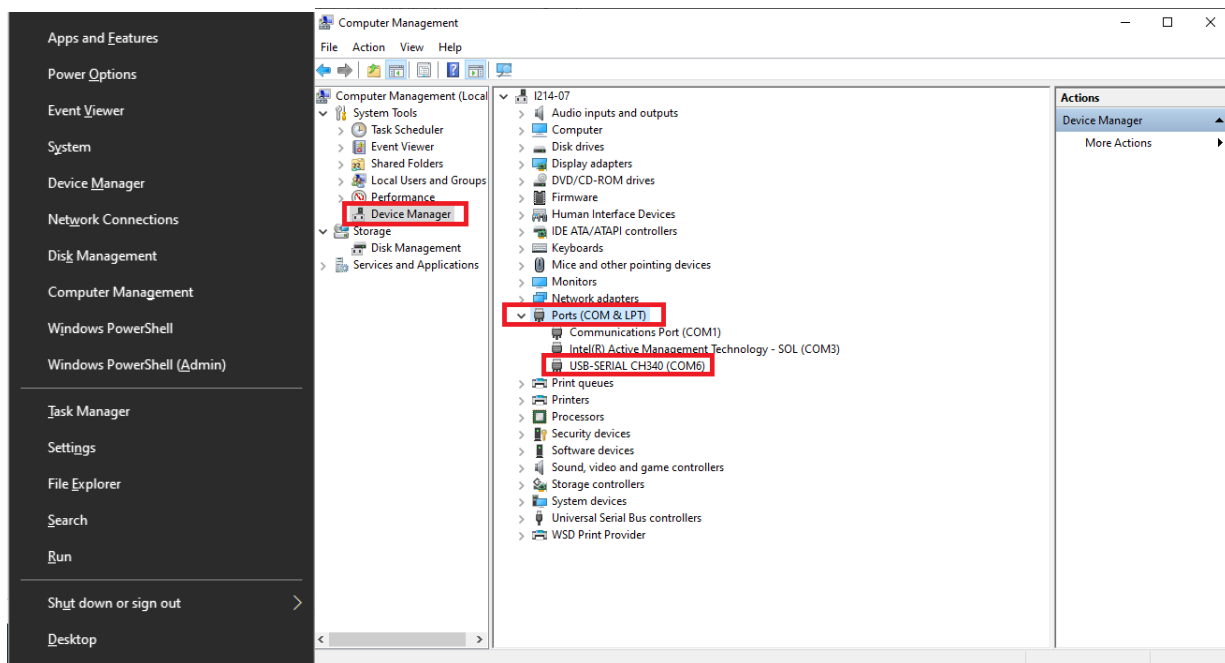 Apps and Features
Power Options
Event Viewer
System
Device Manager
Network Connections
Disk Management
Computer Management
Windows PowerShell
Windows PowerShell (Admin)
Task Manager
Settings
File Explorer
Search
Run
Shut down or sign out
Desktop
Computer Management
File Action View Help
Computer Management (Local
System Tools
Task Scheduler
Event Viewer
Shared Folders
Local Users and Groups
Performance
Device Manager
Storage
Disk Management
Services and Applications
I214-07
Audio inputs and outputs
Computer
Disk drives
Display adapters
DVD/CD-ROM drives
Firmware
Human Interface Devices
IDE ATA/ATAPI controllers
Keyboards
Mice and other pointing devices
Monitors
Network adapters
Ports (COM & LPT)
Communications Port (COM1)
Intel(R) Active Management Technology - SOL (COM3)
USB-SERIAL CH340 (COM6)
Print queues
Printers
Processors
Security devices
Software devices
Sound, video and game controllers
Storage controllers
System devices
Universal Serial Bus controllers
WSD Print Provider
Actions
Device Manager
More Actions